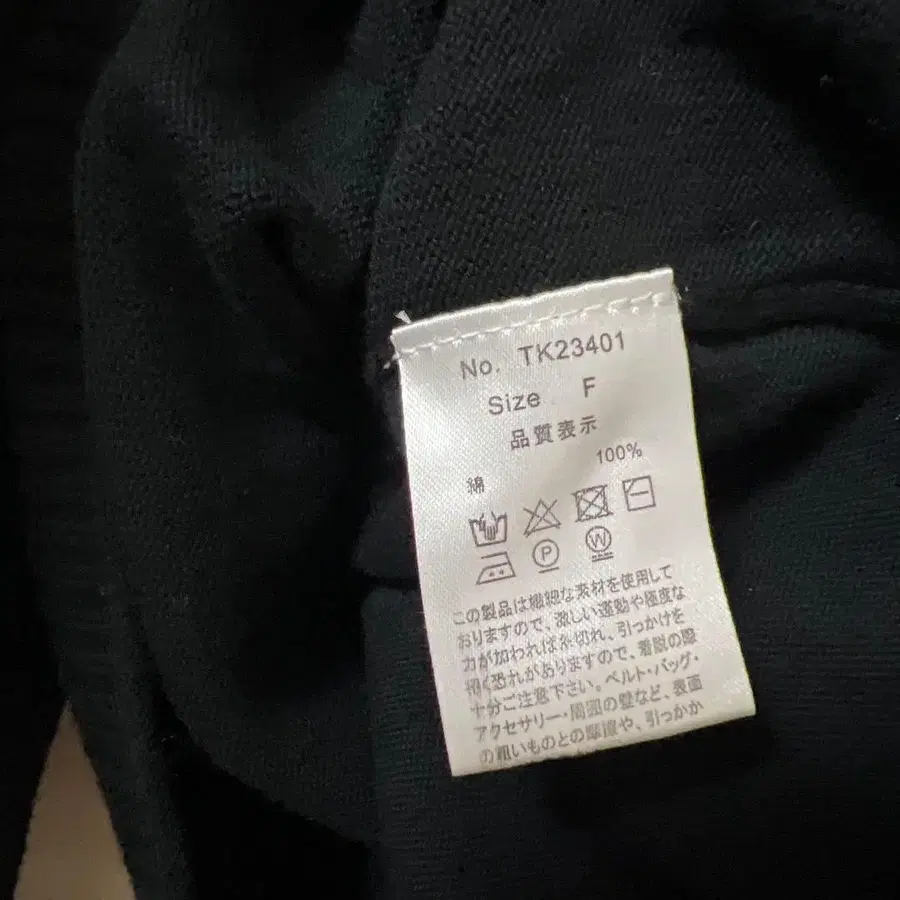 No. TK23401
Size F
品質表示
綿 100%
P W
この製品は繊細な素材を使用して
おりますので、激しい運動や極度な
力が加われば糸切れ、引っかけを
招く恐れがありますので、着脱の際
十分ご注意下さい。ベルト・バッグ・
アクセサリー・周囲の壁など、表面
の粗いものとの摩擦や、引っかか